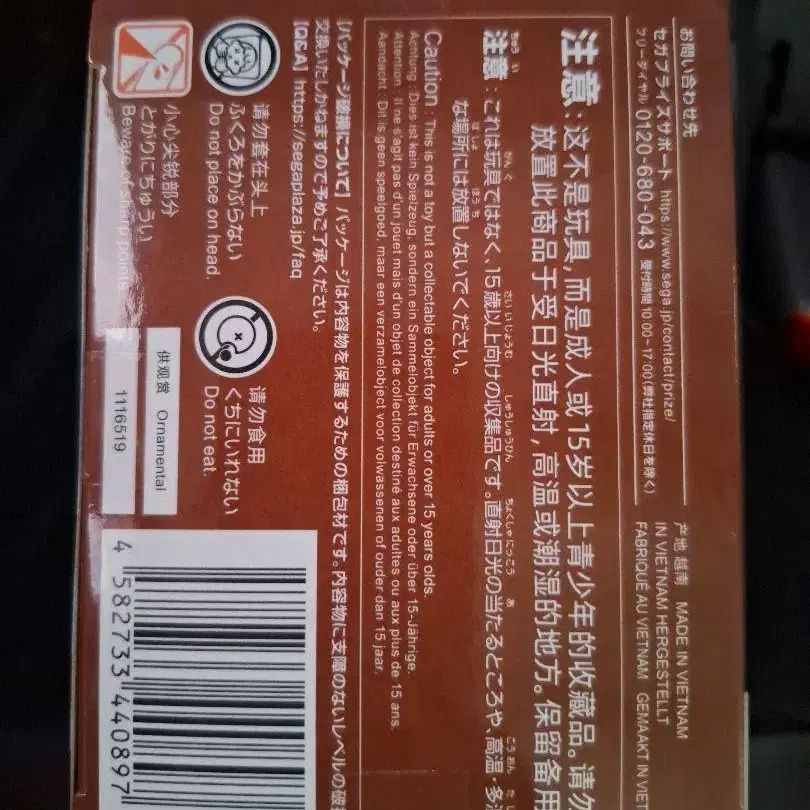 お問い合わせ先
セガプライズサポート https://www.sega.jp/contact/prize/
フリーダイヤル 0120-680-043 受付時間 10:00~17:00(弊社指定休日を除く)
产地 越南 MADE IN VIETNAM
IN VIETNAM HERGESTELLT
FABRIQUÉ AU VIETNAM GEMAAKT IN VIET
注意:这不是玩具,而是成人或15岁以上青少年的收藏品。请勿
放置此商品于受日光直射,高温或潮湿的地方。保留备用
注意:これは玩具ではなく、15歳以上向けの収集品です。直射日光の当たるところや、高温・多湿
な場所には放置しないでください。
Caution : This is not a toy but a collectable object for adults or over 15 years olds.
Achtung : Dies ist kein Spielzeug, sondern ein Sammelobjekt für Erwachsene oder über 15-Jährige.
Attention : Il ne s'agit pas d'un jouet mais d'un objet de collection destiné aux adultes ou aux plus de 15 ans.
Aandacht : Dit is geen speelgoed, maar een verzamelobject voor volwassenen of ouder dan 15 jaar.
【パッケージ破損について】パッケージは内容物を保護するための梱包材です。内容物に支障のないレベルの破損
交換いたしかねますので予めご了承ください。
【Q&A】https://segaplaza.jp/faq
请勿套在头上
ふくろをかぶらない
Do not place on head.
请勿食用
くちにいれない
Do not eat.
小心尖锐部分
とがりにちゅうい
Beware of sharp points.
供观赏 Ornamental
1116519
4 582733 440897